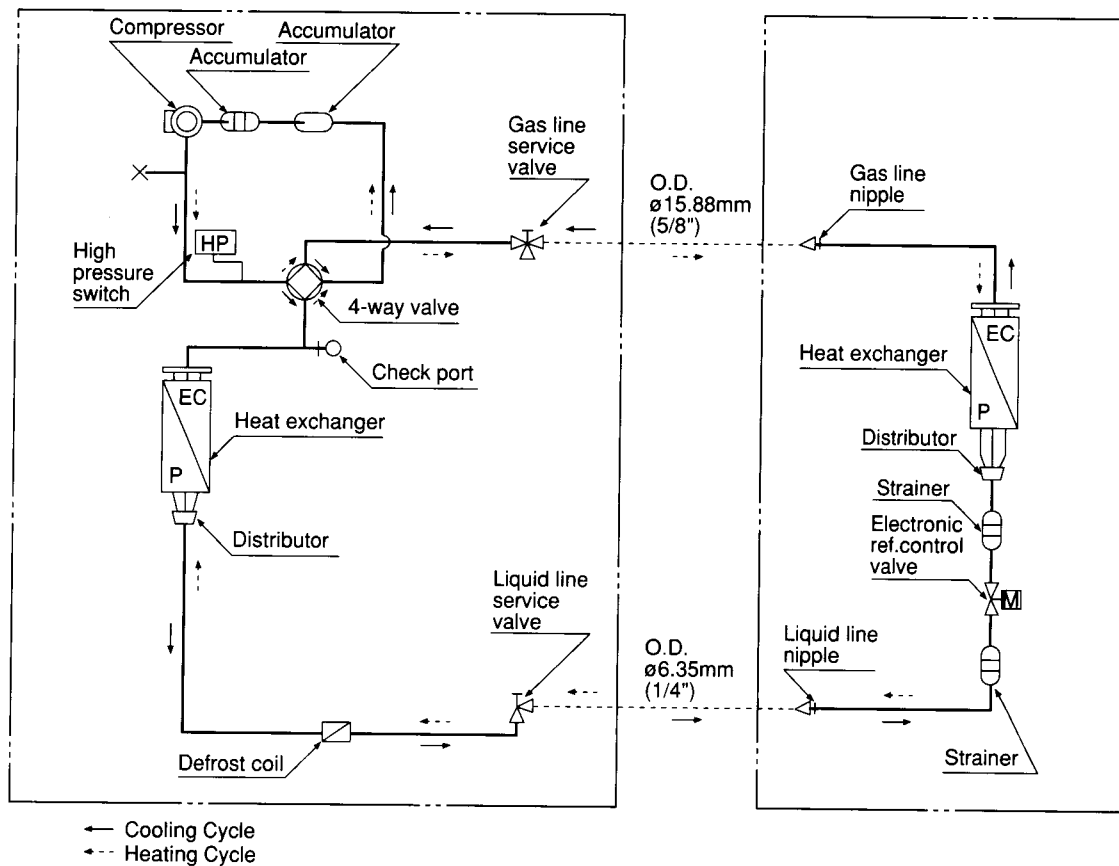 Compressor
Accumulator
Accumulator
Gas line
service
valve
O.D.
ø15.88mm
(5/8")
Gas line
nipple
HP
High
pressure
switch
4-way valve
Check port
EC
P
Heat exchanger
Distributor
EC
P
Heat exchanger
Distributor
Strainer
Electronic
ref.control
valve
M
Liquid line
service
valve
O.D.
ø6.35mm
(1/4")
Liquid line
nipple
Defrost coil
Strainer
Cooling Cycle
Heating Cycle